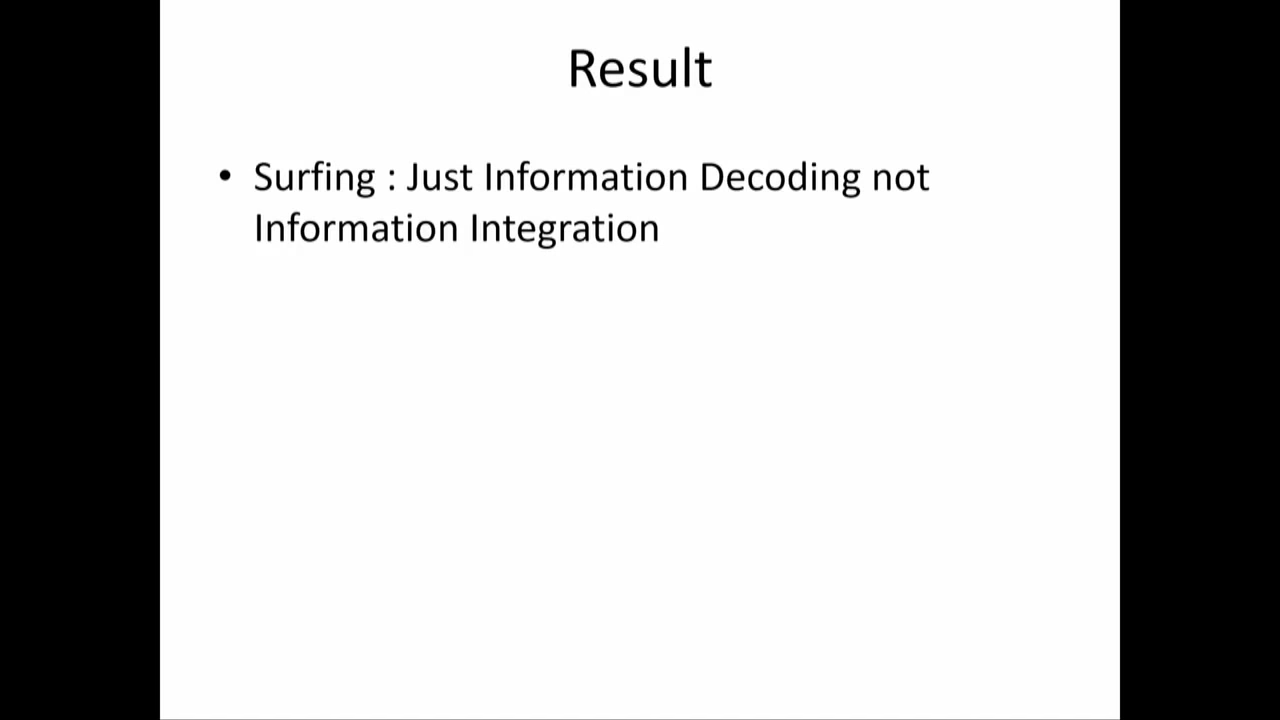 Result
• Surfing : Just Information Decoding not
Information Integration